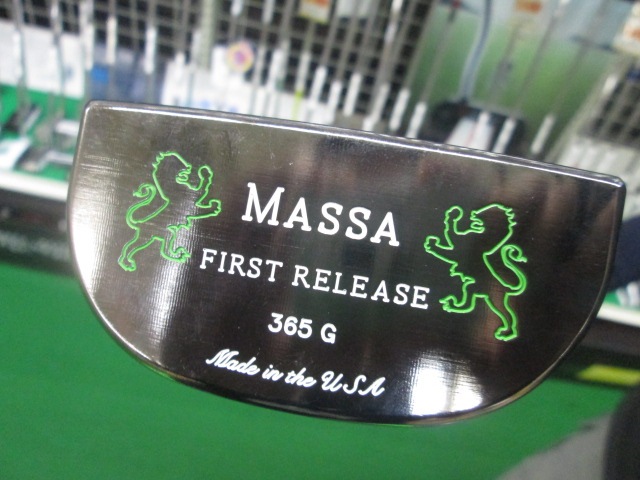 MASSA
FIRST RELEASE
365 G
Made in the USA